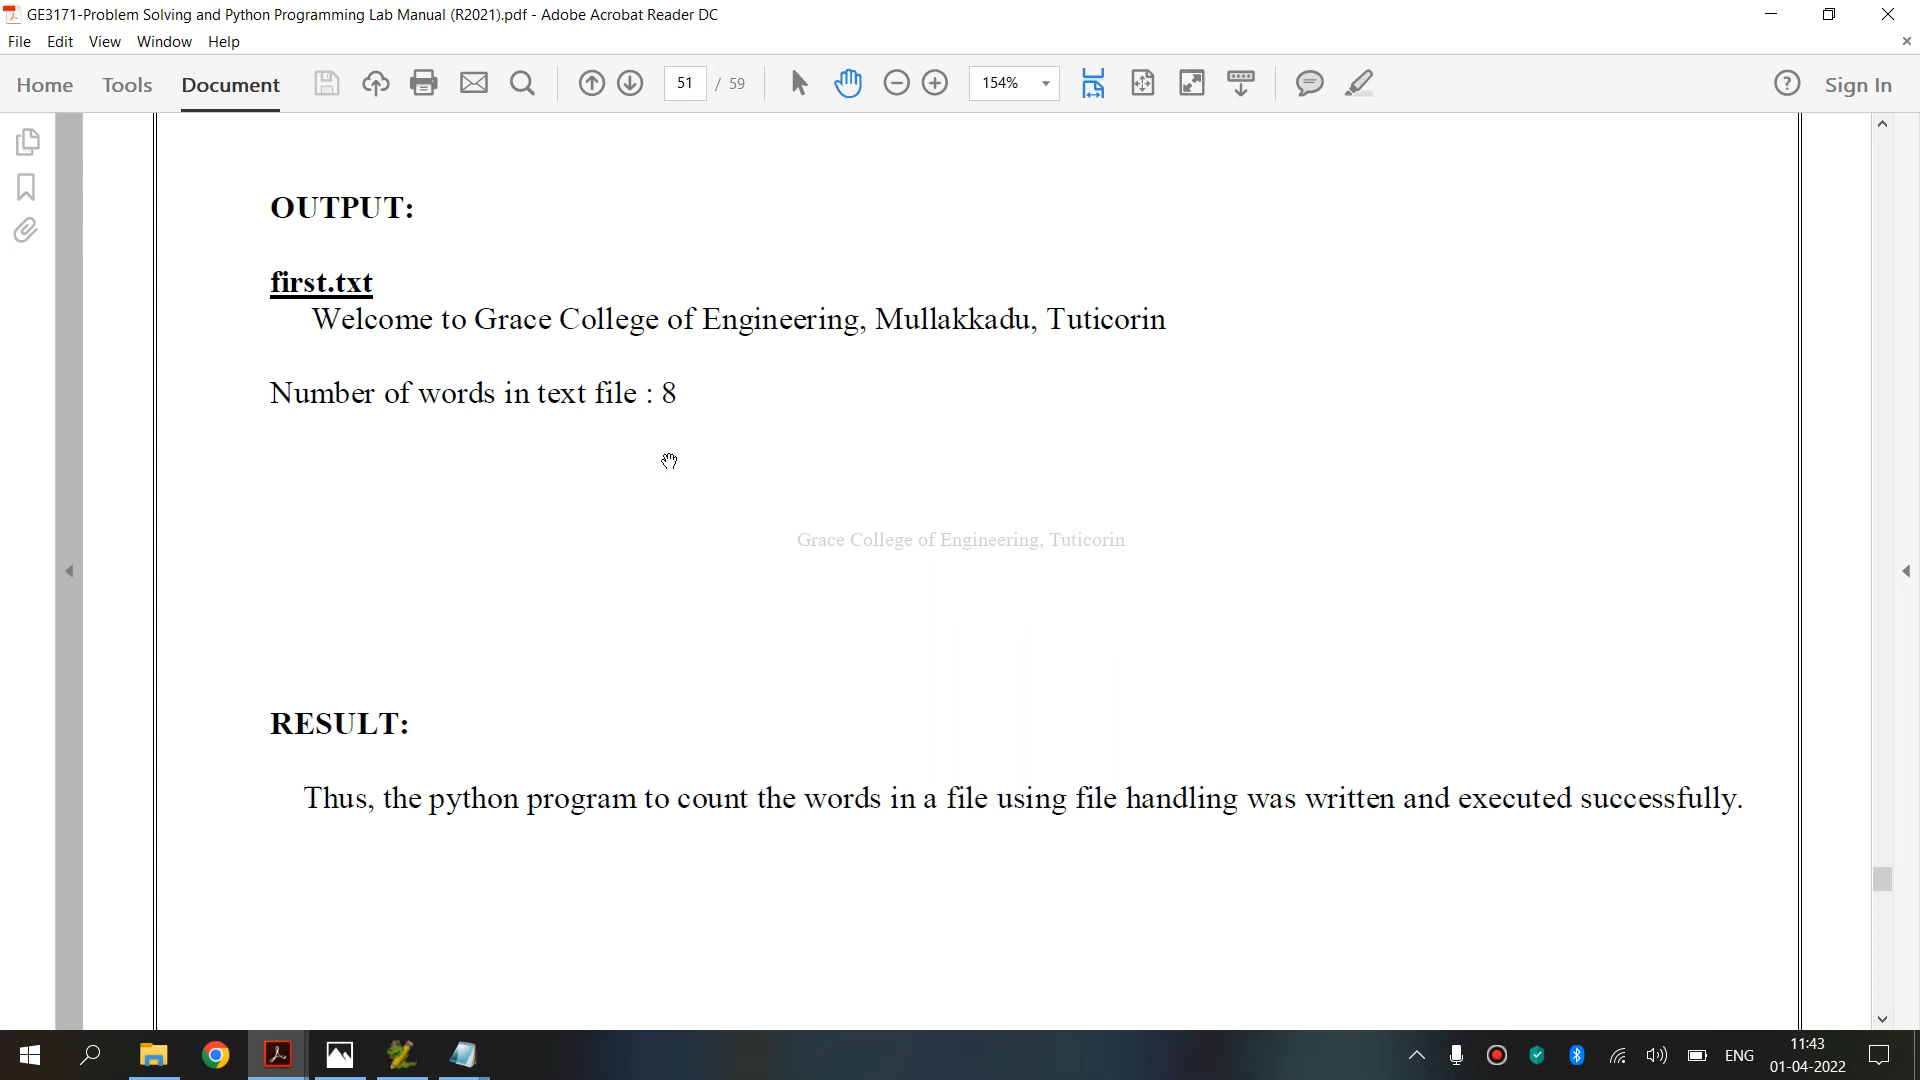 GE3171-Problem Solving and Python Programming Lab Manual (R2021).pdf - Adobe Acrobat Reader DC
File Edit View Window Help
Home Tools Document 51 / 59 154% Sign In
OUTPUT:
first.txt
Welcome to Grace College of Engineering, Mullakkadu, Tuticorin
Number of words in text file : 8
Grace College of Engineering, Tuticorin
RESULT:
Thus, the python program to count the words in a file using file handling was written and executed successfully.
ENG
11:43
01-04-2022